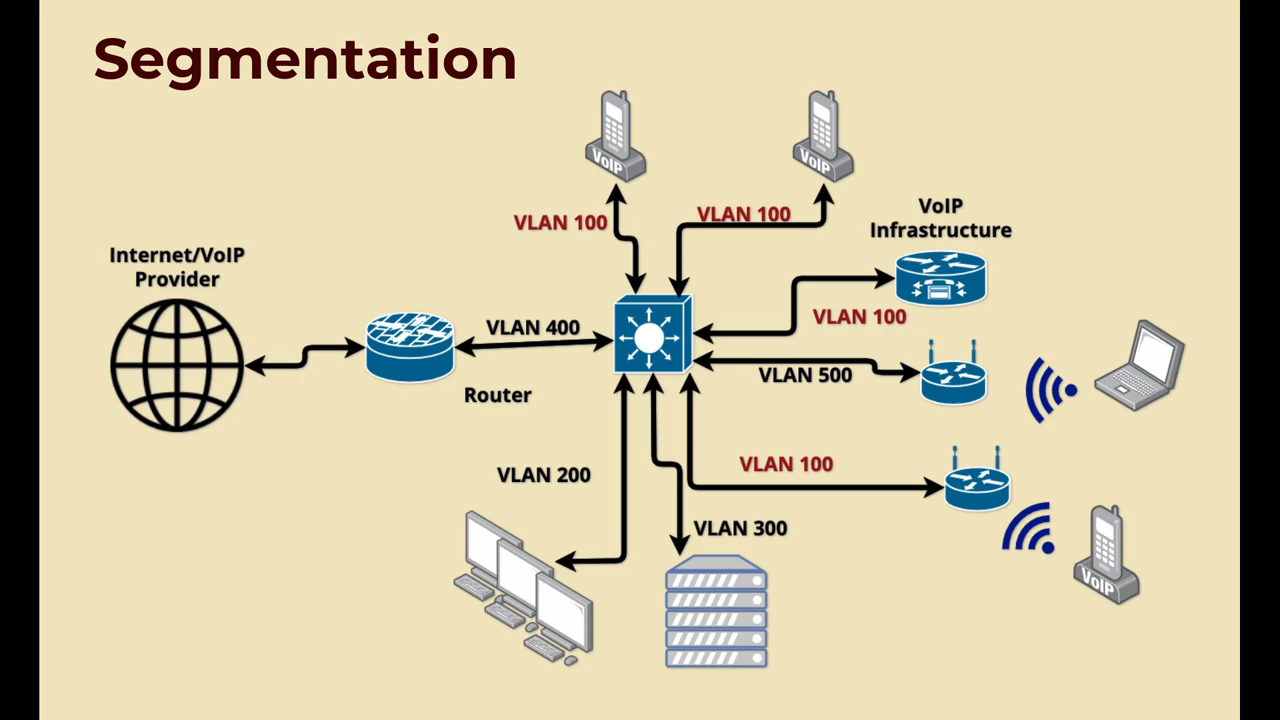 Segmentation
VoIP
VoIP
VLAN 100
VLAN 100
VoIP
Infrastructure
Internet/VoIP
Provider
VLAN 400
VLAN 100
VLAN 500
Router
VLAN 100
VLAN 200
VLAN 300
VoIP